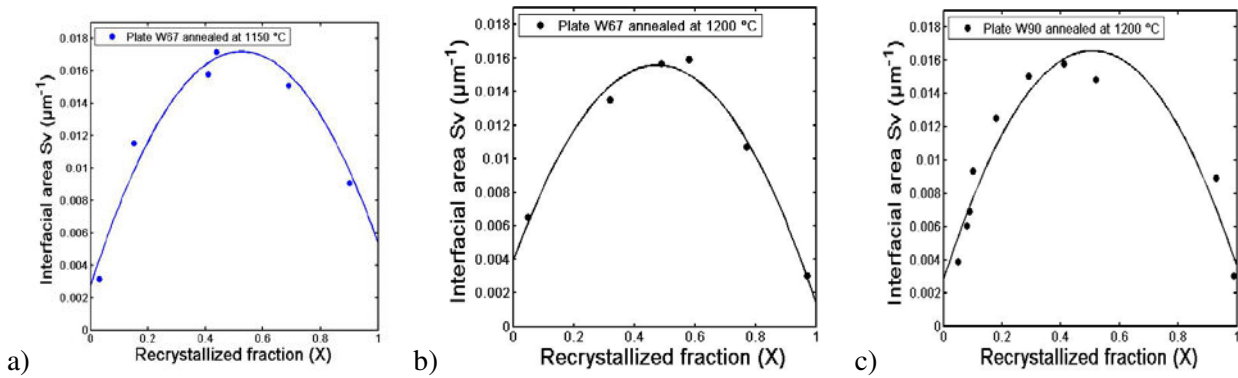 a)
Plate W67 annealed at 1150 °C
Interfacial area Sv (µm⁻¹)
0.018
0.016
0.014
0.012
0.01
0.008
0.006
0.004
0.002
0
0 0.2 0.4 0.6 0.8 1
Recrystallized fraction (X)
b)
Plate W67 annealed at 1200 °C
Interfacial area Sv (µm⁻¹)
0.018
0.016
0.014
0.012
0.01
0.008
0.006
0.004
0.002
0
0 0.2 0.4 0.6 0.8 1
Recrystallized fraction (X)
c)
Plate W90 annealed at 1200 °C
Interfacial area Sv (µm⁻¹)
0.018
0.016
0.014
0.012
0.01
0.008
0.006
0.004
0.002
0
0 0.2 0.4 0.6 0.8 1
Recrystallized fraction (X)